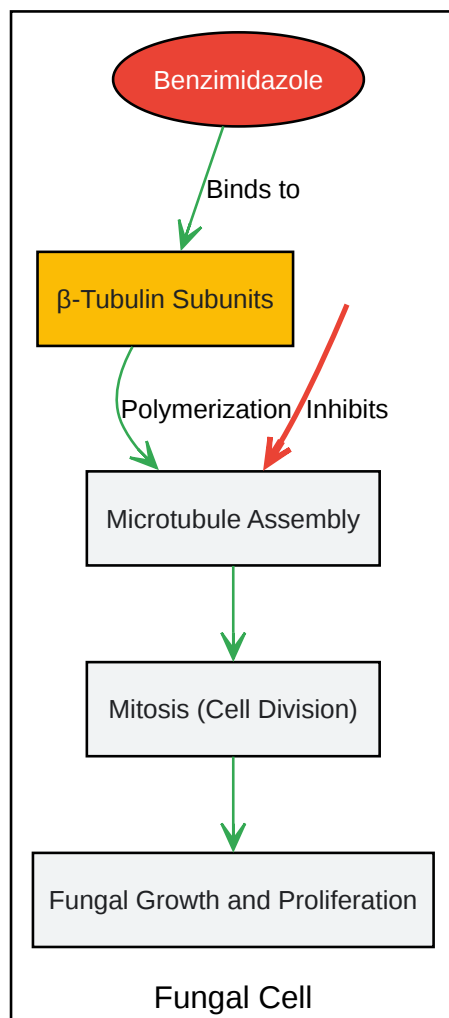 Benzimidazole
Binds to
β-Tubulin Subunits
Polymerization
Inhibits
Microtubule Assembly
Mitosis (Cell Division)
Fungal Growth and Proliferation
Fungal Cell